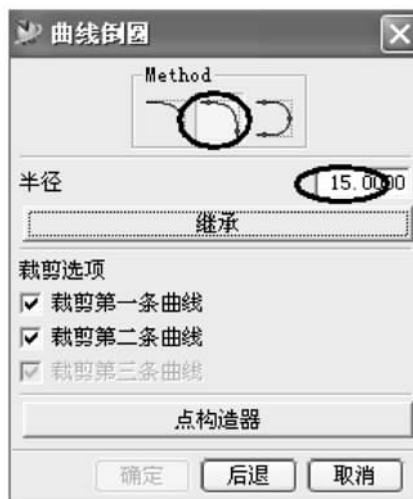 曲线倒圆
Method
半径 15.0000
继承
裁剪选项
裁剪第一条曲线
裁剪第二条曲线
裁剪第三条曲线
点构造器
确定 后退 取消